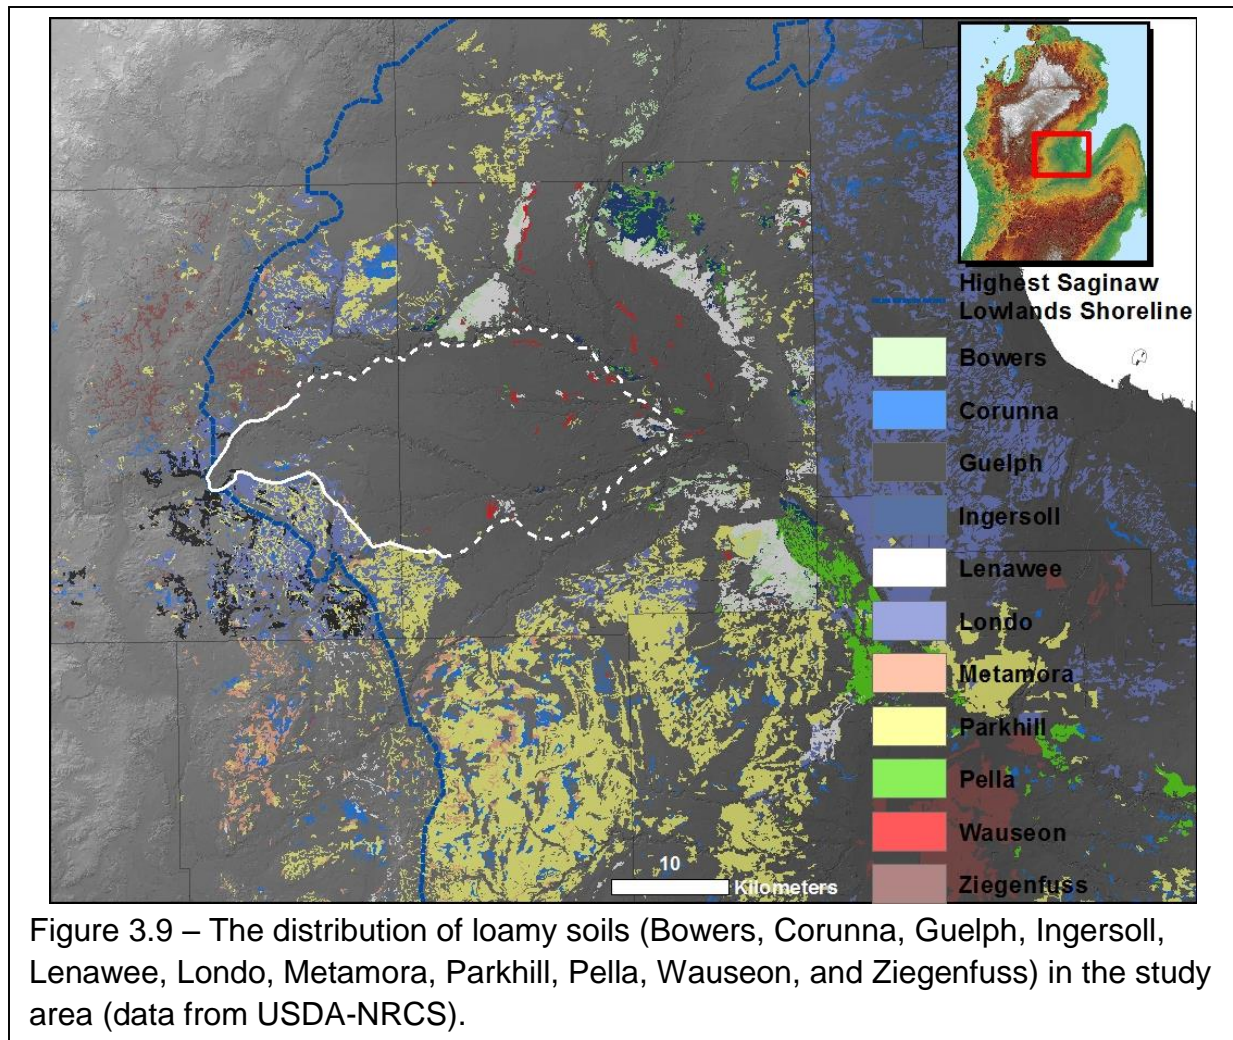 Highest Saginaw
Lowlands Shoreline
Bowers
Corunna
Guelph
Ingersoll
Lenawee
Londo
Metamora
Parkhill
Pella
Wauseon
Ziegenfuss
10
Kilometers
Figure 3.9 – The distribution of loamy soils (Bowers, Corunna, Guelph, Ingersoll,
Lenawee, Londo, Metamora, Parkhill, Pella, Wauseon, and Ziegenfuss) in the study
area (data from USDA-NRCS).